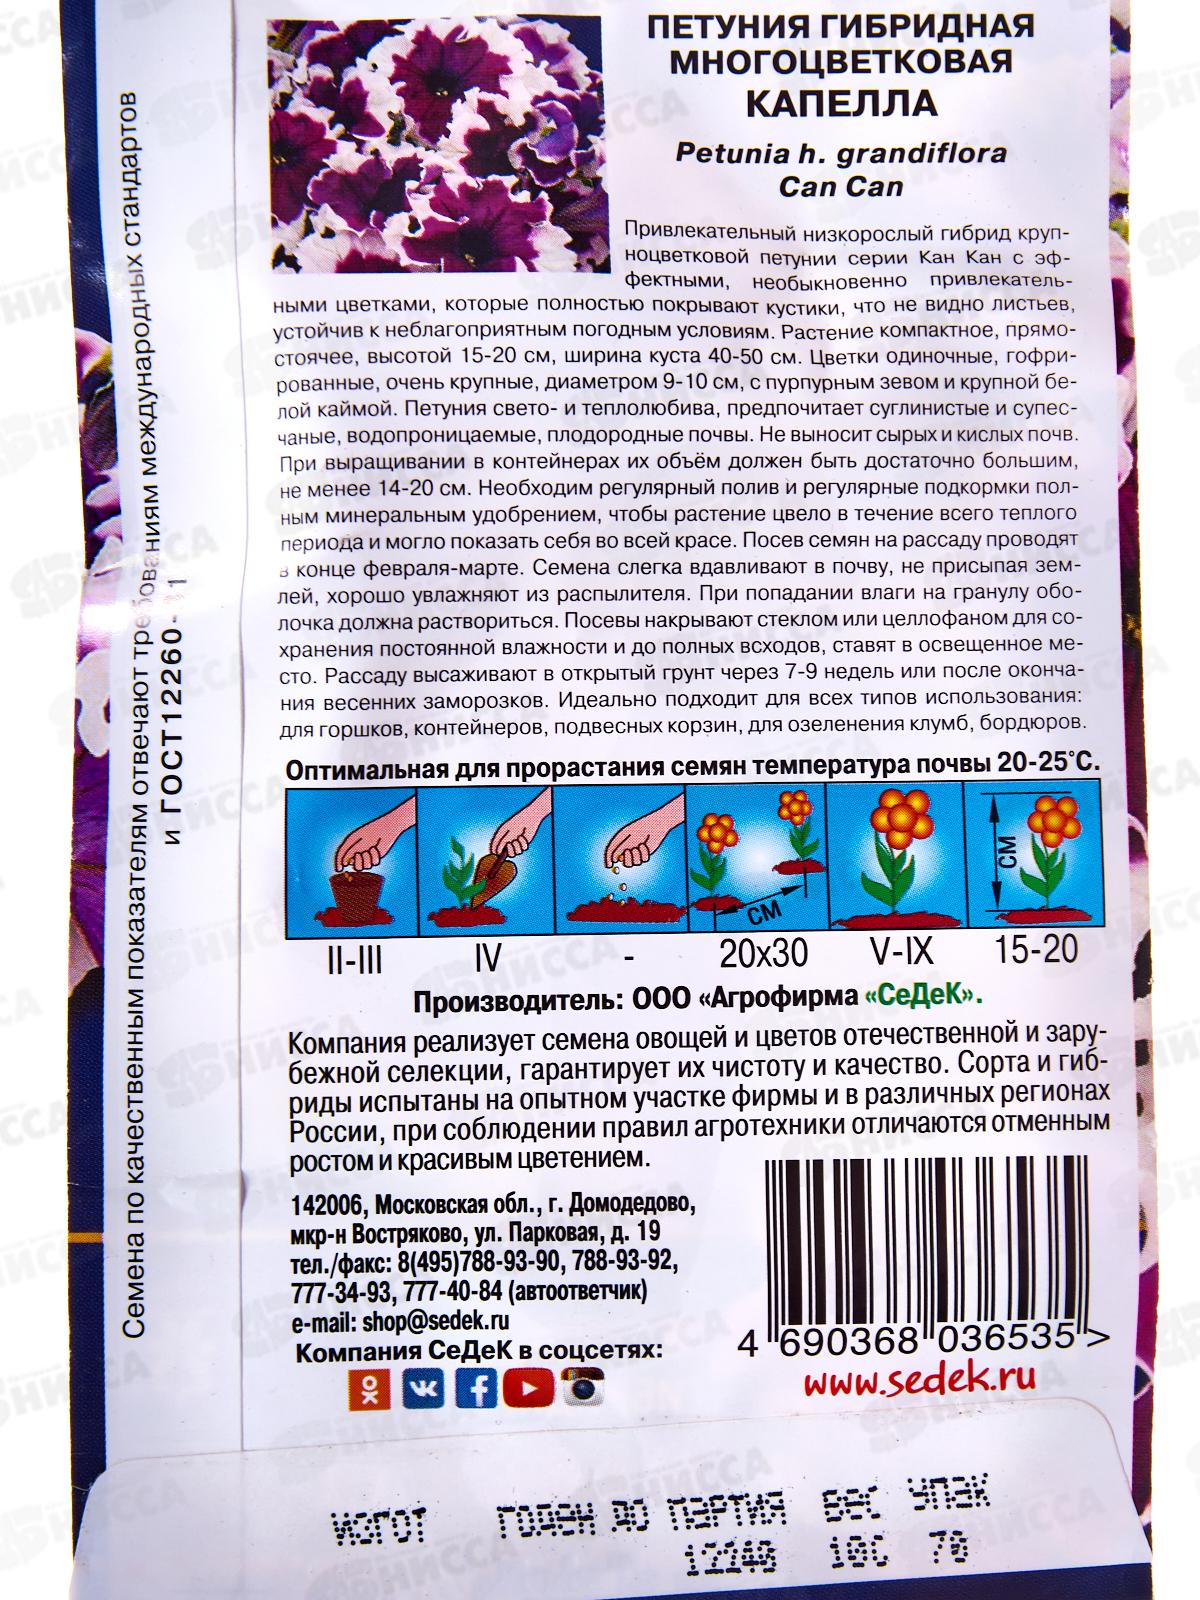 ПЕТУНИЯ ГИБРИДНАЯ
МНОГОЦВЕТКОВАЯ
КАПЕЛЛА
Petunia h. grandiflora
Can Can
Привлекательный низкорослый гибрид круп-
ноцветковой петунии серии Кан Кан с эф-
фектными, необыкновенно привлекатель-
ными цветками, которые полностью покрывают кустики, что не видно листьев,
устойчив к неблагоприятным погодным условиям. Растение компактное, прямо-
стоячее, высотой 15-20 см, ширина куста 40-50 см. Цветки одиночные, гофри-
рованные, очень крупные, диаметром 9-10 см, с пурпурным зевом и крупной бе-
лой каймой. Петуния свето- и теплолюбива, предпочитает суглинистые и супес-
чаные, водопроницаемые, плодородные почвы. Не выносит сырых и кислых почв.
При выращивании в контейнерах их объём должен быть достаточно большим,
не менее 14-20 см. Необходим регулярный полив и регулярные подкормки пол-
ным минеральным удобрением, чтобы растение цвело в течение всего теплого
периода и могло показать себя во всей красе. Посев семян на рассаду проводят
в конце февраля-марте. Семена слегка вдавливают в почву, не присыпая зем-
лей, хорошо увлажняют из распылителя. При попадании влаги на гранулу обо-
лочка должна раствориться. Посевы накрывают стеклом или целлофаном для со-
хранения постоянной влажности и до полных всходов, ставят в освещенное ме-
сто. Рассаду высаживают в открытый грунт через 7-9 недель или после оконча-
ния весенних заморозков. Идеально подходит для всех типов использования:
для горшков, контейнеров, подвесных корзин, для озеленения клумб, бордюров.
Оптимальная для прорастания семян температура почвы 20-25°С.
СМ
СМ
II-III IV - 20x30 V-IX 15-20
Производитель: ООО «Агрофирма «СеДеК».
Компания реализует семена овощей и цветов отечественной и зару-
бежной селекции, гарантирует их чистоту и качество. Сорта и гиб-
риды испытаны на опытном участке фирмы и в различных регионах
России, при соблюдении правил агротехники отличаются отменным
ростом и красивым цветением.
142006, Московская обл., г. Домодедово,
мкр-н Востряково, ул. Парковая, д. 19
тел./факс: 8(495)788-93-90, 788-93-92,
777-34-93, 777-40-84 (автоответчик)
e-mail: shop@sedek.ru
Компания СеДеК в соцсетях:
4 690368 036535 >
www.sedek.ru
ИЗГОТ ГОДЕН ДО ПАРТИЯ ВЕС УПАК
Семена по качественным показателям отвечают требованиям международных стандартов
и ГОСТ12260-
НИССА